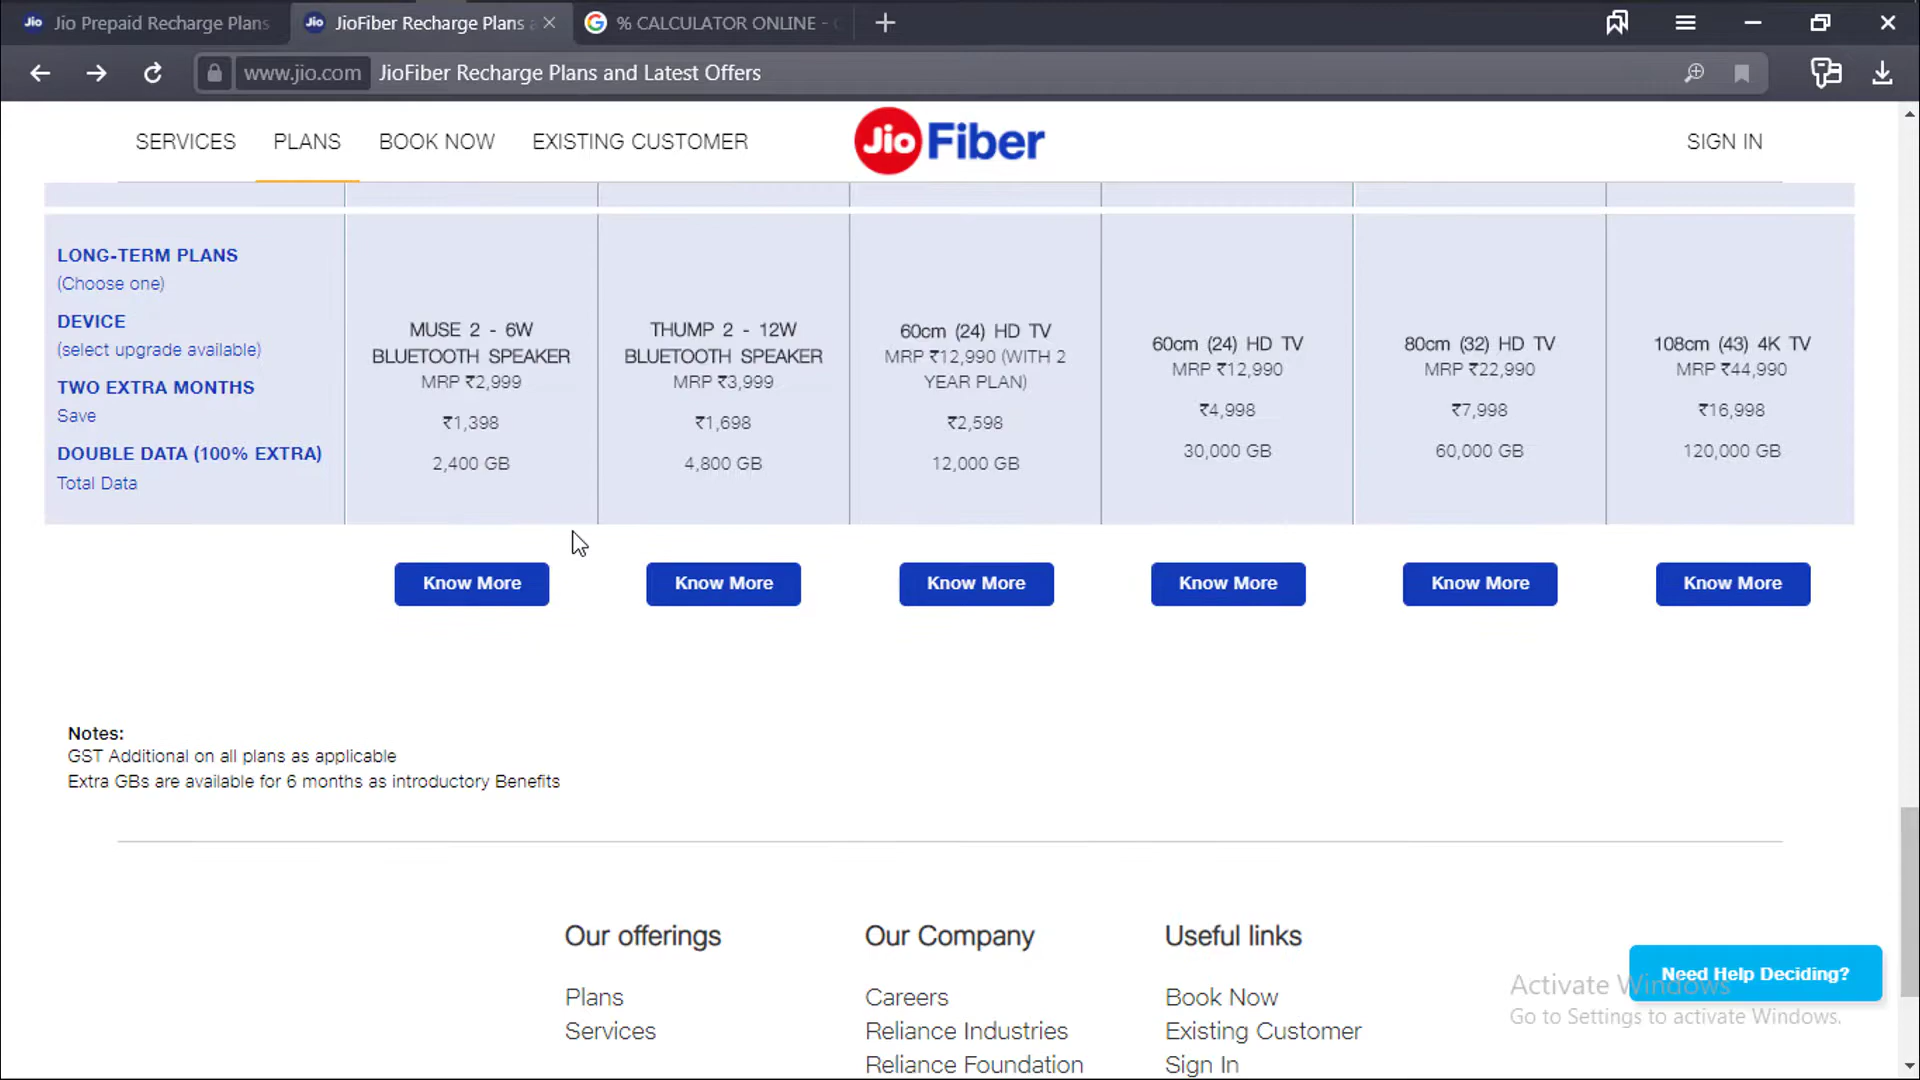 Jio Prepaid Recharge Plans
JioFiber Recharge Plans a
% CALCULATOR ONLINE -
www.jio.com JioFiber Recharge Plans and Latest Offers
SERVICES PLANS BOOK NOW EXISTING CUSTOMER Jio Fiber SIGN IN
LONG-TERM PLANS
(Choose one)
DEVICE
(select upgrade available)
TWO EXTRA MONTHS
Save
DOUBLE DATA (100% EXTRA)
Total Data
MUSE 2 - 6W
BLUETOOTH SPEAKER
MRP ₹2,999
₹1,398
2,400 GB
THUMP 2 - 12W
BLUETOOTH SPEAKER
MRP ₹3,999
₹1,698
4,800 GB
60cm (24) HD TV
MRP ₹12,990 (WITH 2
YEAR PLAN)
₹2,598
12,000 GB
60cm (24) HD TV
MRP ₹12,990
₹4,998
30,000 GB
80cm (32) HD TV
MRP ₹22,990
₹7,998
60,000 GB
108cm (43) 4K TV
MRP ₹44,990
₹16,998
120,000 GB
Know More Know More Know More Know More Know More Know More
Notes:
GST Additional on all plans as applicable
Extra GBs are available for 6 months as introductory Benefits
Our offerings
Plans
Services
Our Company
Careers
Reliance Industries
Reliance Foundation
Useful links
Book Now
Existing Customer
Sign In
Need Help Deciding?
Activate Windows
Go to Settings to activate Windows.